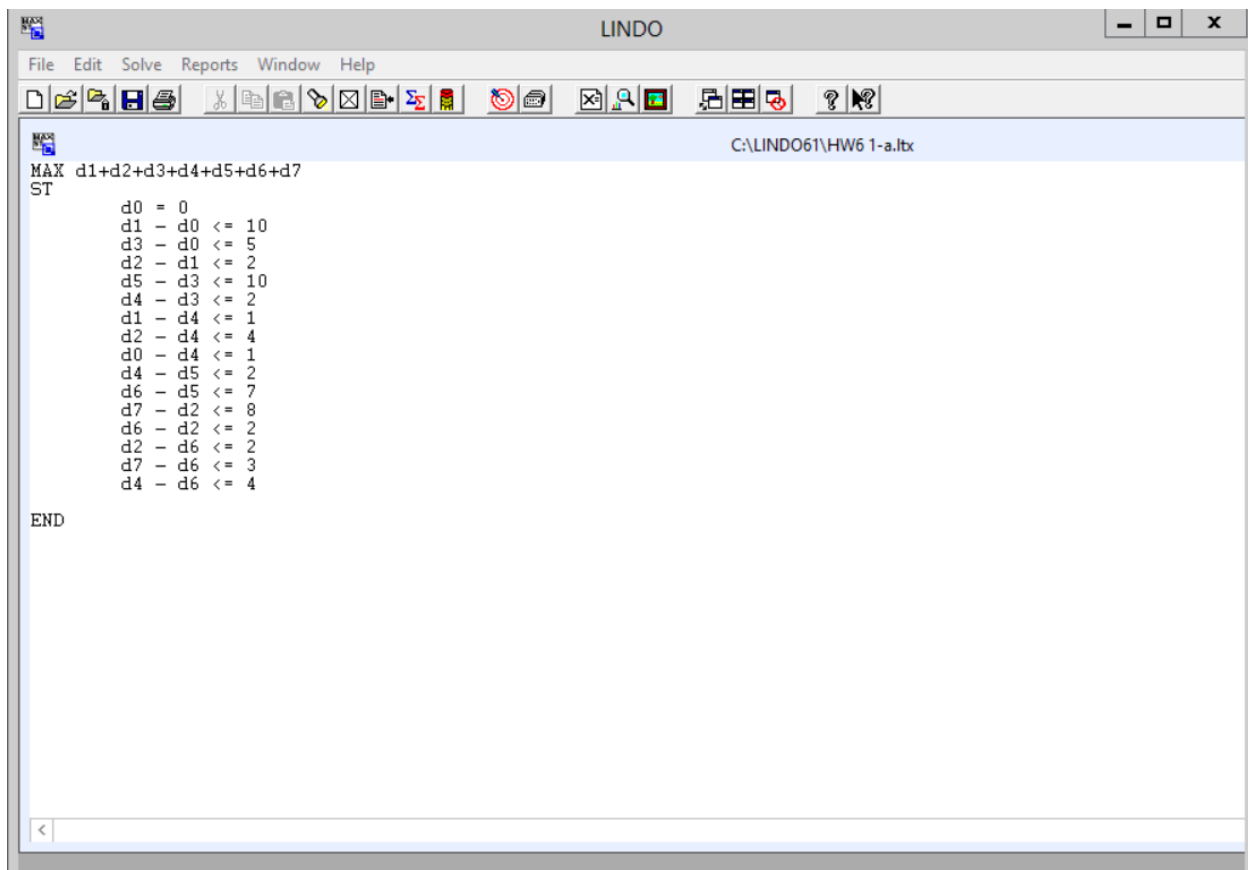 LINDO
File Edit Solve Reports Window Help
C:\LINDO61\HW6 1-a.ltx
MAX d1+d2+d3+d4+d5+d6+d7
ST
d0 = 0
d1 - d0 <= 10
d3 - d0 <= 5
d2 - d1 <= 2
d5 - d3 <= 10
d4 - d3 <= 2
d1 - d4 <= 1
d2 - d4 <= 4
d0 - d4 <= 1
d4 - d5 <= 2
d6 - d5 <= 7
d7 - d2 <= 8
d6 - d2 <= 2
d2 - d6 <= 2
d7 - d6 <= 3
d4 - d6 <= 4
END